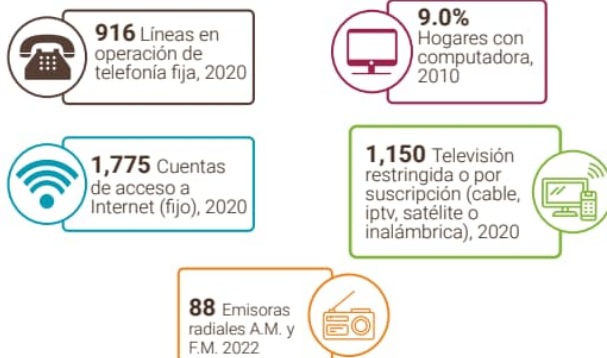 916 Líneas en
operación de
telefonía fija, 2020
9.0%
Hogares con
computadora,
2010
1,775 Cuentas
de acceso a
Internet (fijo), 2020
1,150 Televisión
restringida o por
suscripción (cable,
iptv, satélite o
inalámbrica), 2020
88 Emisoras
radiales A.M. y
F.M. 2022